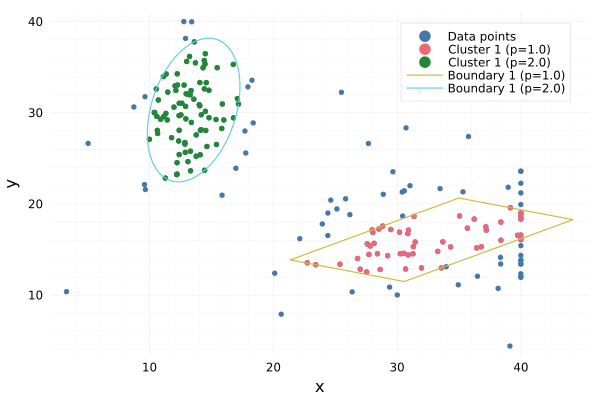 40
30
20
10
10
20
30
40
x
y
Data points
Cluster 1 (p=1.0)
Cluster 1 (p=2.0)
Boundary 1 (p=1.0)
Boundary 1 (p=2.0)